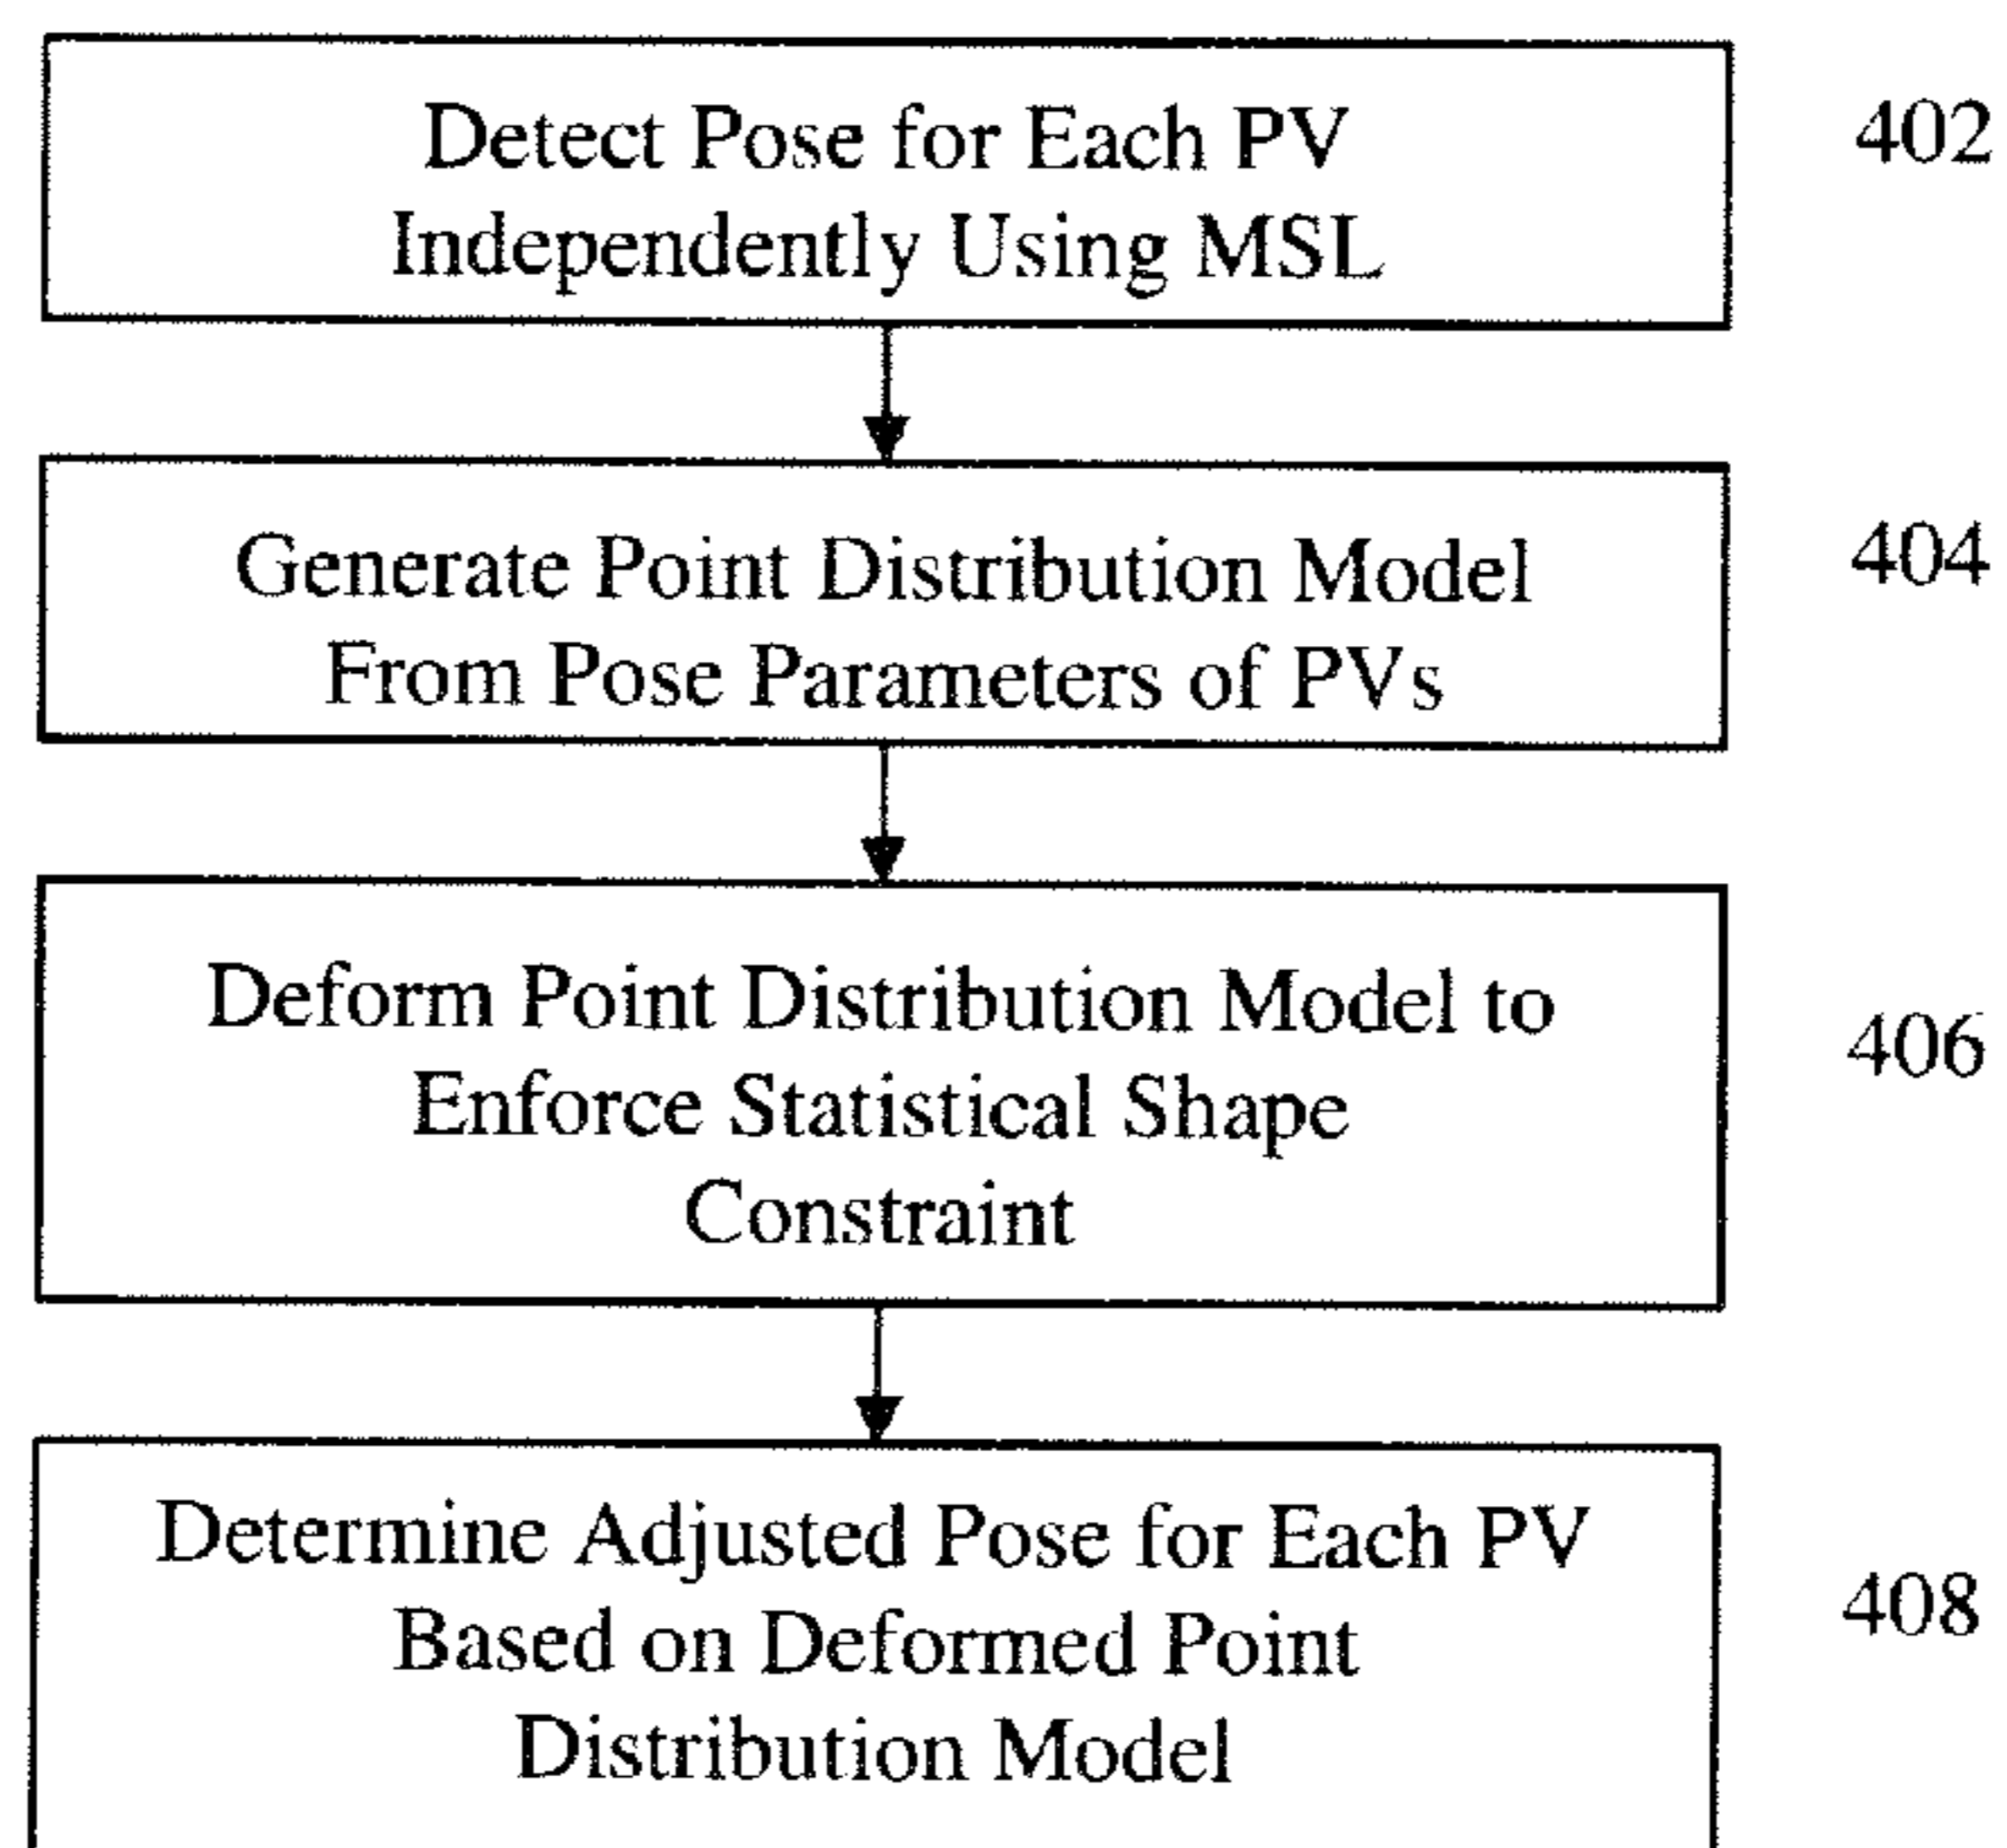 Detect Pose for Each PV
Independently Using MSL
402
Generate Point Distribution Model
From Pose Parameters of PVs
404
Deform Point Distribution Model to
Enforce Statistical Shape
Constraint
406
Determine Adjusted Pose for Each PV
Based on Deformed Point
Distribution Model
408